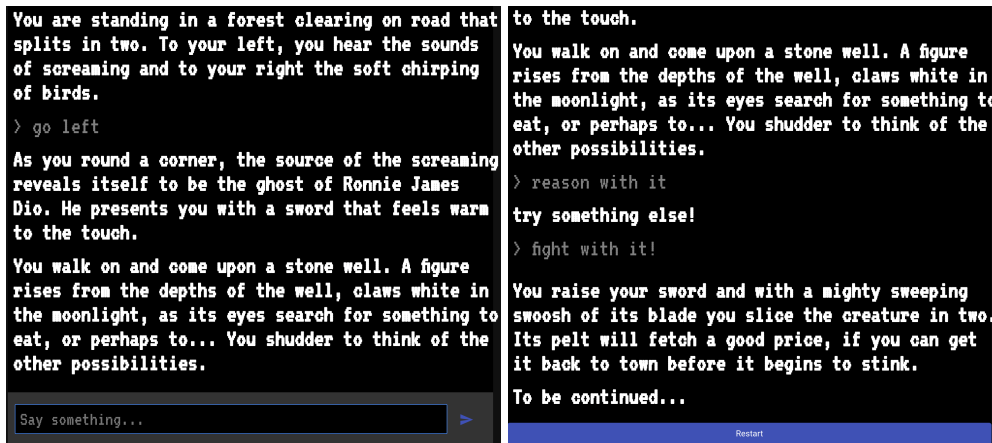 You are standing in a forest clearing on road that
splits in two. To your left, you hear the sounds
of screaming and to your right the soft chirping
of birds.
> go left
As you round a corner, the source of the screaming
reveals itself to be the ghost of Ronnie James
Dio. He presents you with a sword that feels warm
to the touch.
You walk on and come upon a stone well. A figure
rises from the depths of the well, claws white in
the moonlight, as its eyes search for something to
eat, or perhaps to... You shudder to think of the
other possibilities.
Say something...
to the touch.
You walk on and come upon a stone well. A figure
rises from the depths of the well, claws white in
the moonlight, as its eyes search for something to
eat, or perhaps to... You shudder to think of the
other possibilities.
> reason with it
try something else!
> fight with it!
You raise your sword and with a mighty sweeping
swoosh of its blade you slice the creature in two.
Its pelt will fetch a good price, if you can get
it back to town before it begins to stink.
To be continued...
Restart